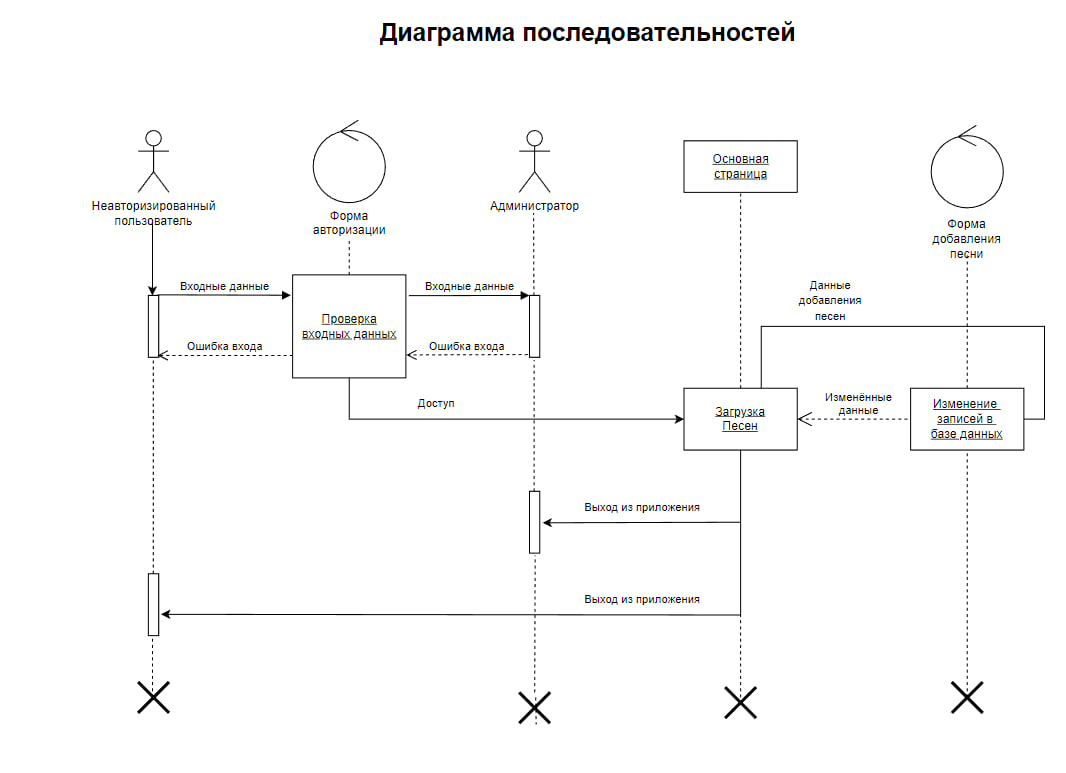 Диаграмма последовательностей
Неавторизированный
пользователь
Форма
авторизации
Администратор
Основная
страница
Форма
добавления
песни
Входные данные
Входные данные
Данные
добавления
песен
Проверка
входных данных
Ошибка входа
Ошибка входа
Доступ
Загрузка
Песен
Изменённые
данные
Изменение
записей в
базе данных
Выход из приложения
Выход из приложения